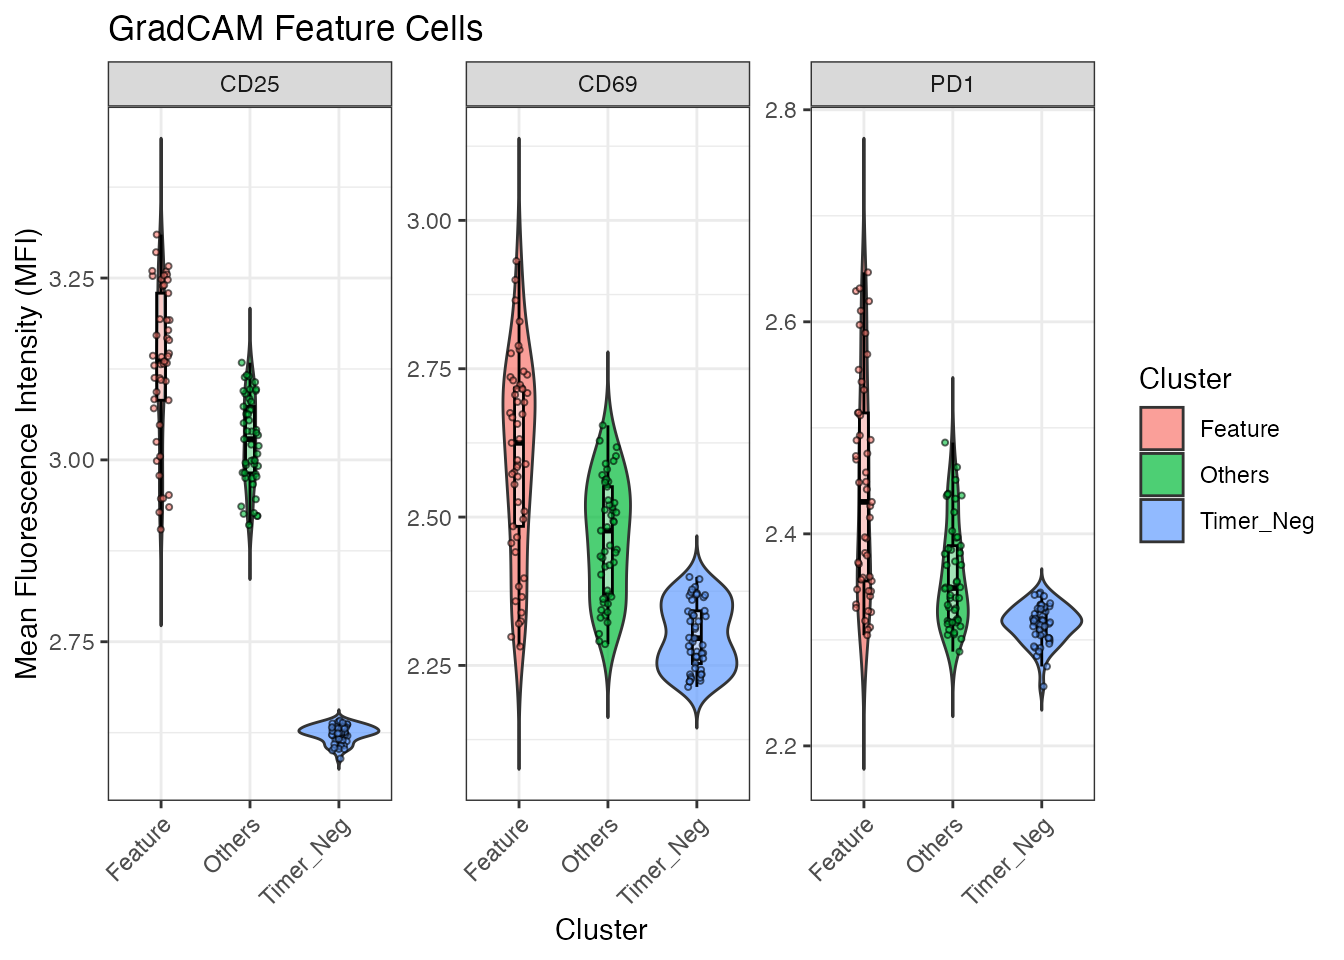 GradCAM Feature Cells
CD25
CD69
PD1
Mean Fluorescence Intensity (MFI)
3.25
3.00
2.75
3.00
2.75
2.50
2.25
2.8
2.6
2.4
2.2
Feature
Others
Timer_Neg
Feature
Others
Timer_Neg
Feature
Others
Timer_Neg
Cluster
Cluster
Feature
Others
Timer_Neg